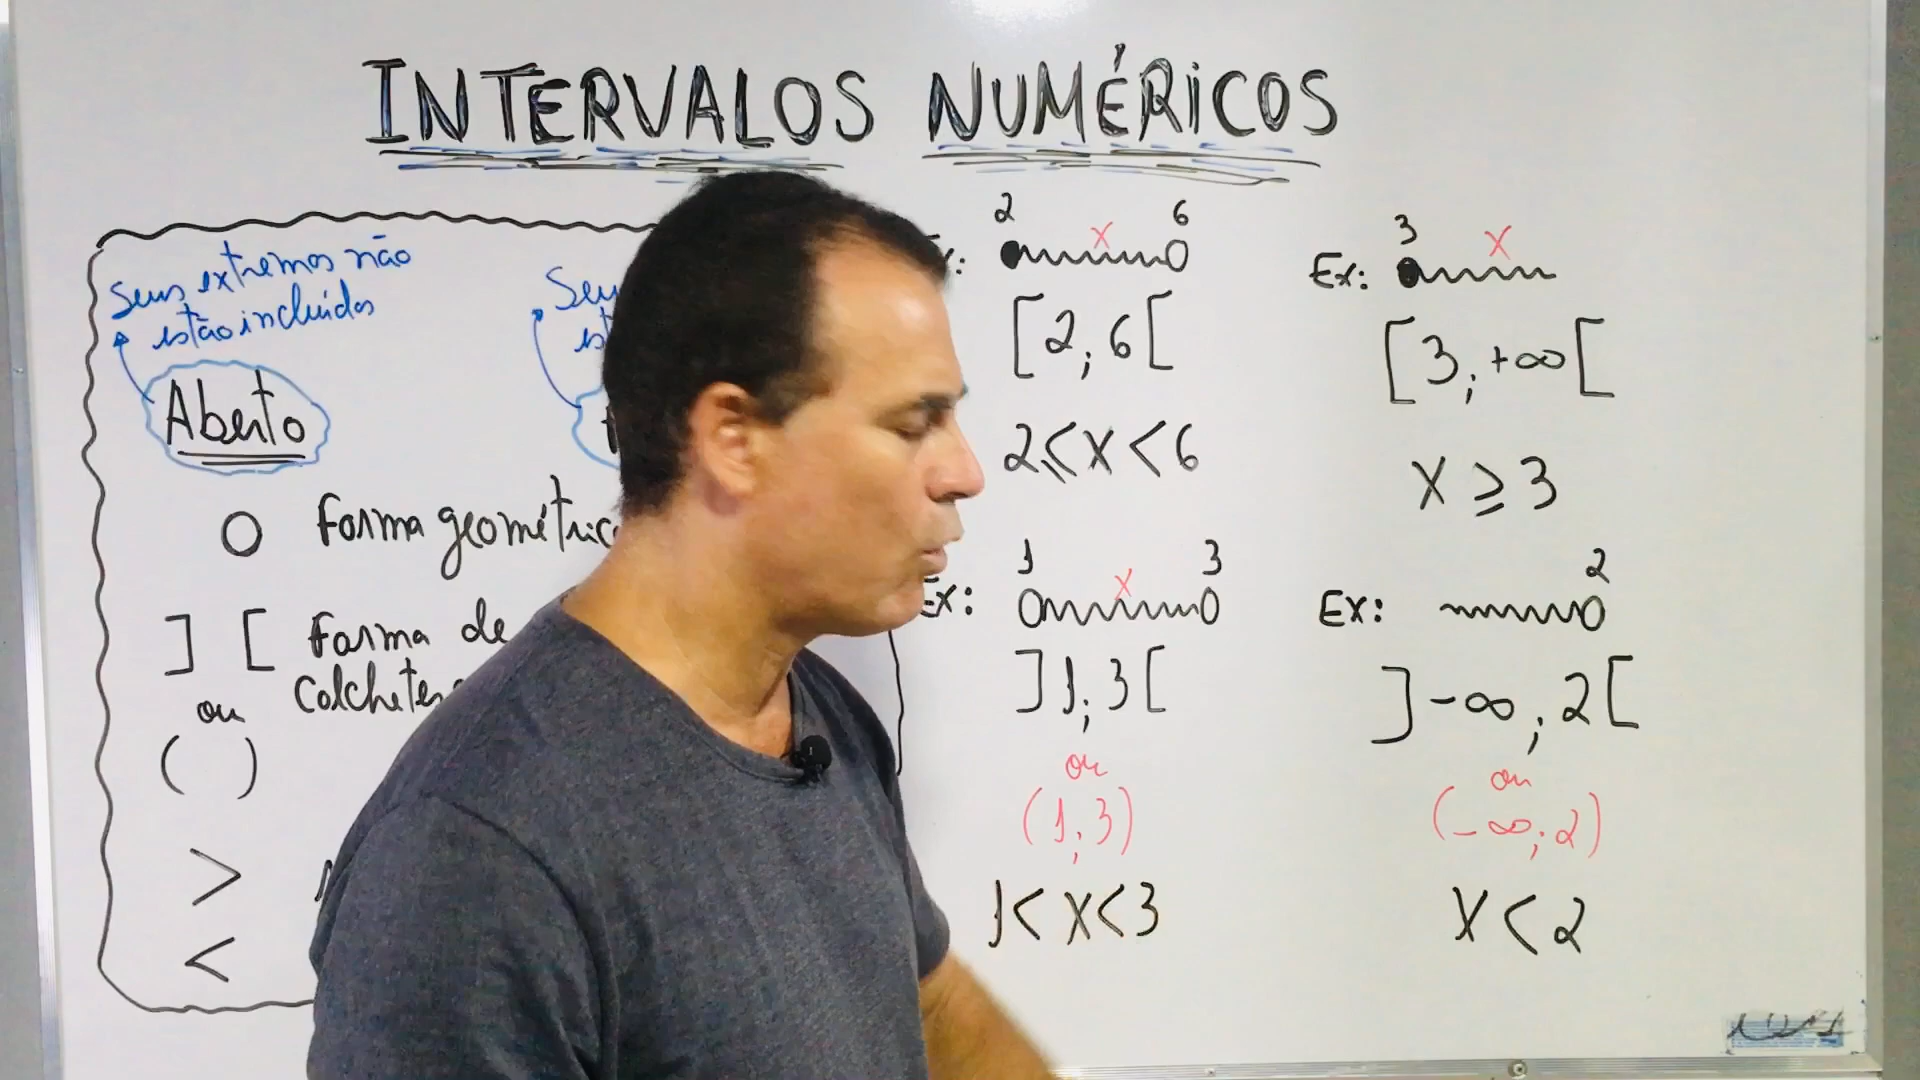 INTERVALOS NUMÉRICOS
Seus extremos não
estão incluídos
Aberto
O Forma geométric
] [ Forma de
ou Colchetes
( )
>
<
2 x 6
[2; 6[
2 ⩽ x < 6
1 x 3
Ex:
]1; 3[
ou
(1; 3)
1 < x < 3
3 x
Ex:
[3; +∞[
x ⩾ 3
2
Ex:
]-∞; 2[
ou
(-∞; 2)
x < 2